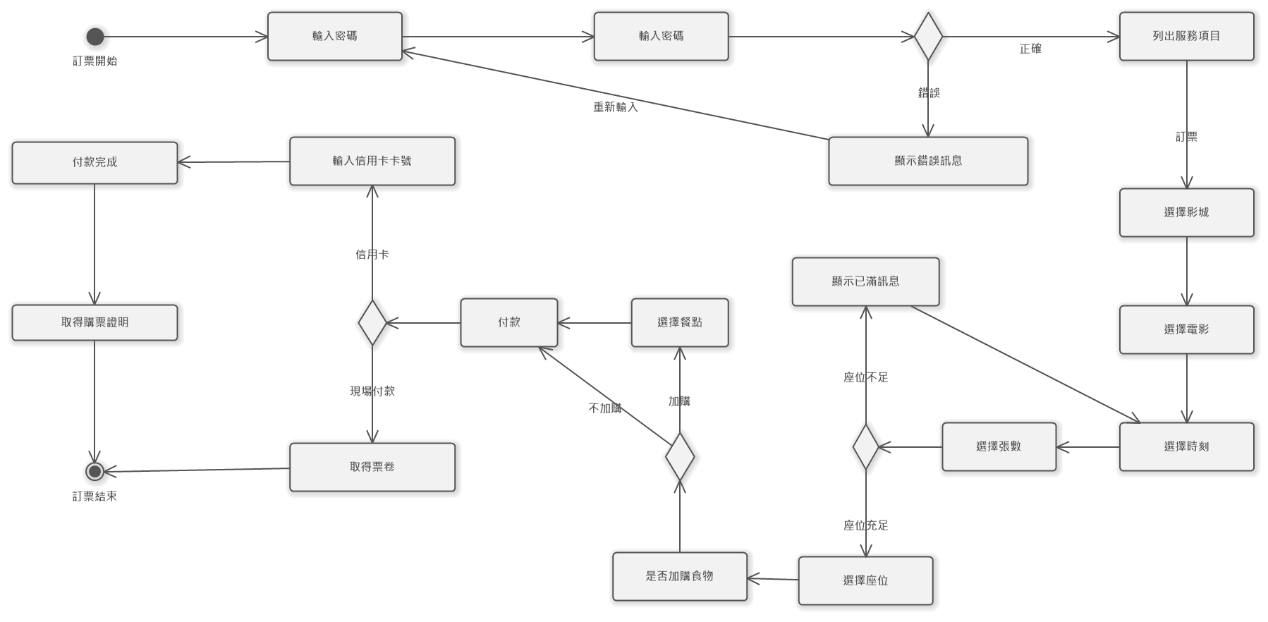 訂票開始
輸入密碼
輸入密碼
正確
列出服務項目
錯誤
重新輸入
顯示錯誤訊息
訂票
選擇影城
選擇電影
選擇時刻
選擇張數
座位不足
顯示已滿訊息
座位充足
選擇座位
是否加購食物
加購
不加購
選擇餐點
付款
信用卡
輸入信用卡卡號
付款完成
取得購票證明
現場付款
取得票卷
訂票結束